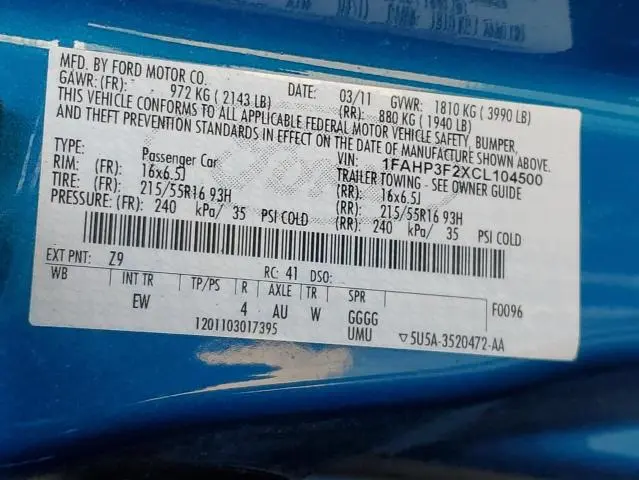 MFD. BY FORD MOTOR CO. DATE: 03/11 GVWR: 1810 KG ( 3990 LB)
GAWR: (FR): 972 KG ( 2143 LB) (RR): 880 KG ( 1940 LB)
THIS VEHICLE CONFORMS TO ALL APPLICABLE FEDERAL MOTOR VEHICLE SAFETY, BUMPER,
AND THEFT PREVENTION STANDARDS IN EFFECT ON THE DATE OF MANUFACTURE SHOWN ABOVE.
VIN: 1FAHP3F2XCL104500
TYPE: Passenger Car TRAILER TOWING - SEE OWNER GUIDE
RIM: (FR): 16x6.5J (RR): 16x6.5J
TIRE: (FR): 215/55R16 93H (RR): 215/55R16 93H
PRESSURE: (FR): 240 kPa/ 35 PSI COLD (RR): 240 kPa/ 35 PSI COLD
EXT PNT: Z9 RC: 41 DSO:
WB INT TR TP/PS R AXLE TR SPR F0096
EW 4 AU W GGGG
1201103017395 UMU ▽5U5A-3520472-AA